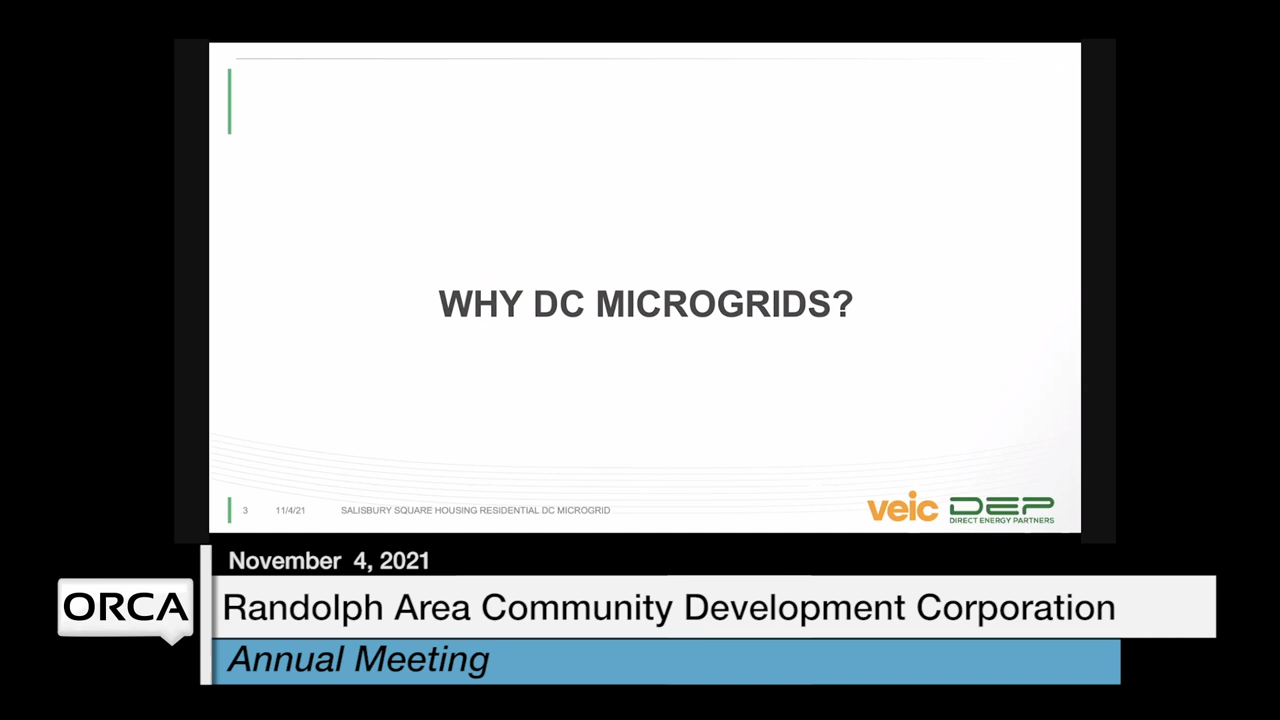 WHY DC MICROGRIDS?
3 11/4/21 SALISBURY SQUARE HOUSING RESIDENTIAL DC MICROGRID
veic DEP
DIRECT ENERGY PARTNERS
November 4, 2021
ORCA
Randolph Area Community Development Corporation
Annual Meeting